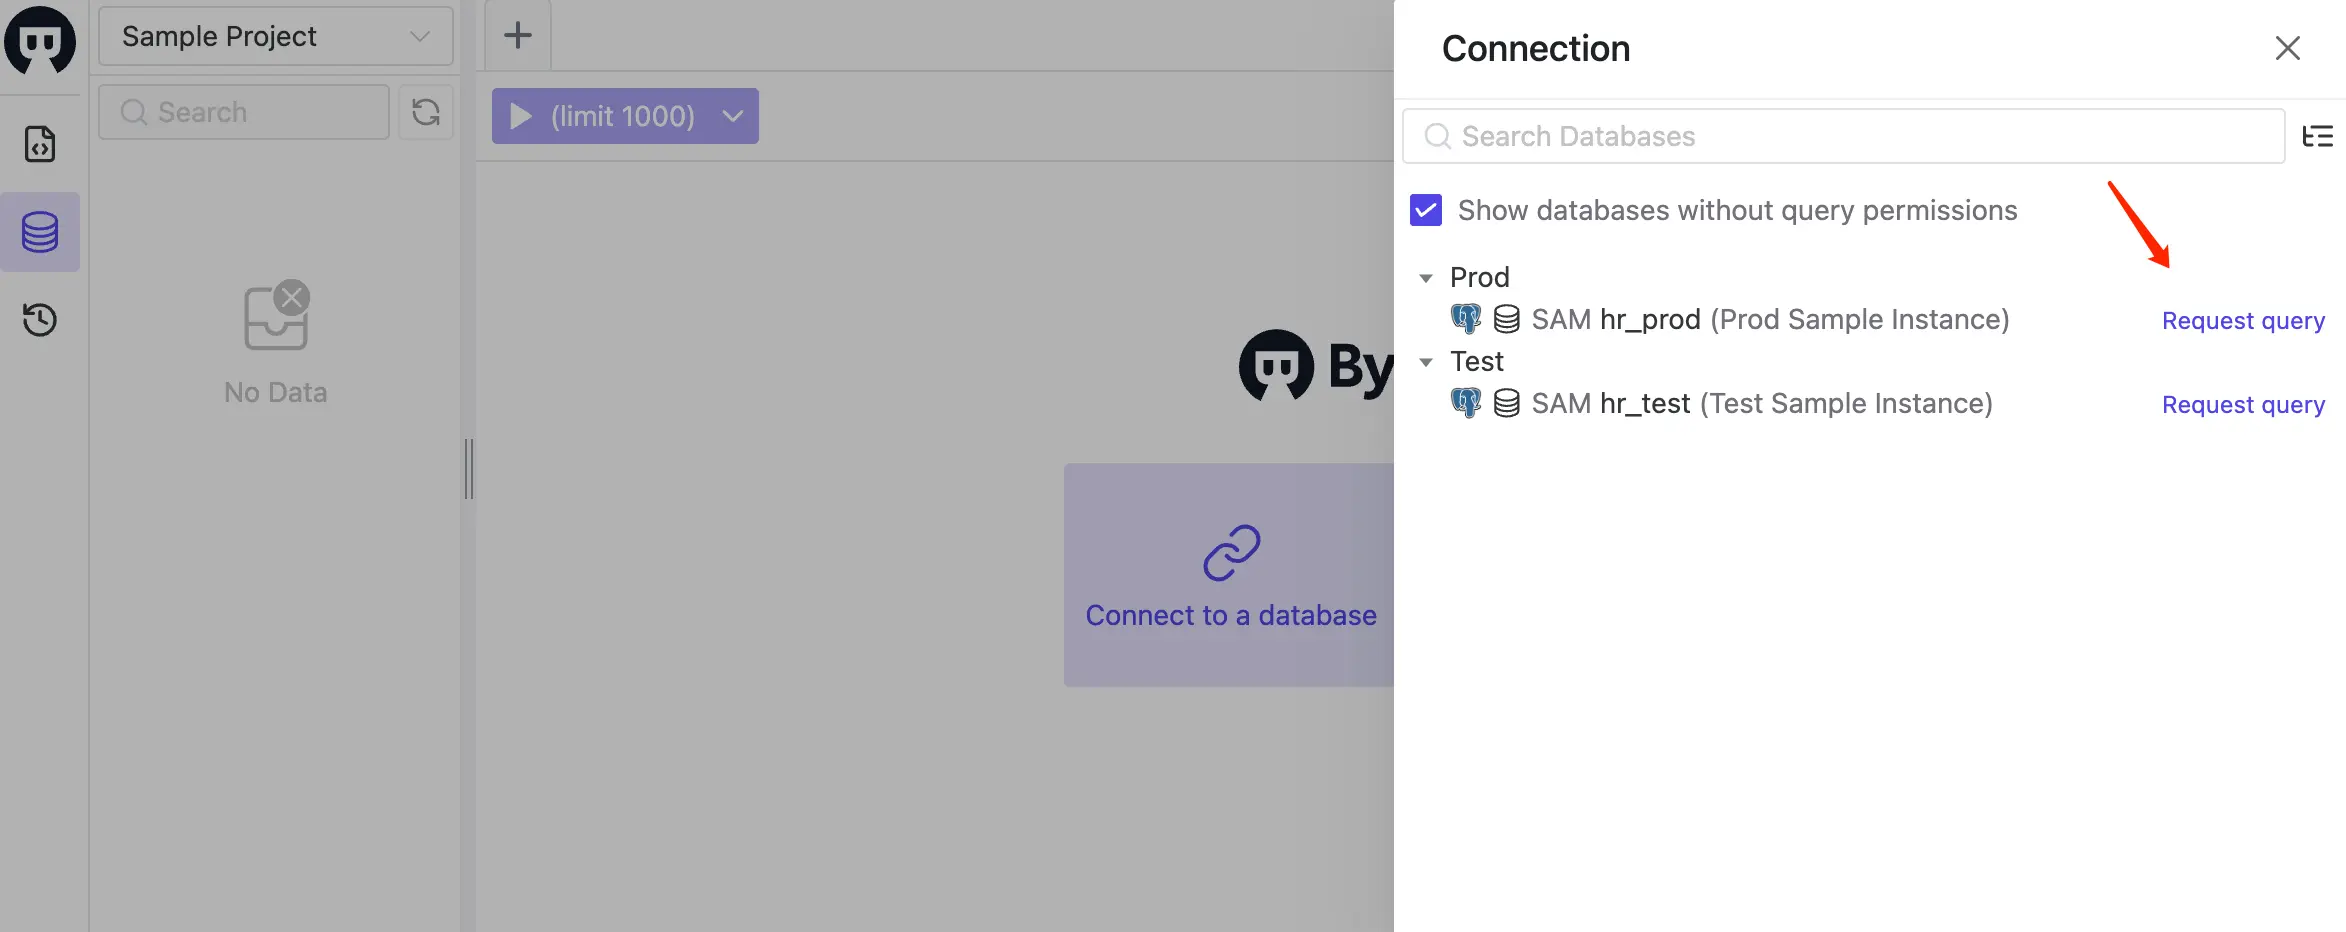 Sample Project
Search
No Data
(limit 1000)
By
Connect to a database
Connection
Search Databases
Show databases without query permissions
Prod
SAM hr_prod (Prod Sample Instance)
Request query
Test
SAM hr_test (Test Sample Instance)
Request query